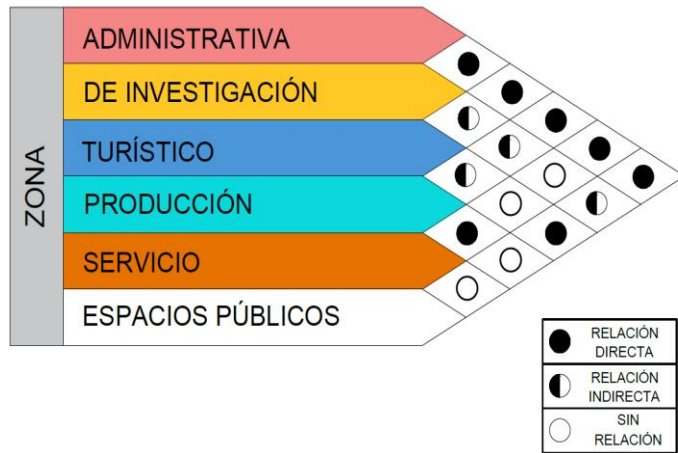 ZONA
ADMINISTRATIVA
DE INVESTIGACIÓN
TURÍSTICO
PRODUCCIÓN
SERVICIO
ESPACIOS PÚBLICOS
RELACIÓN
DIRECTA
RELACIÓN
INDIRECTA
SIN
RELACIÓN